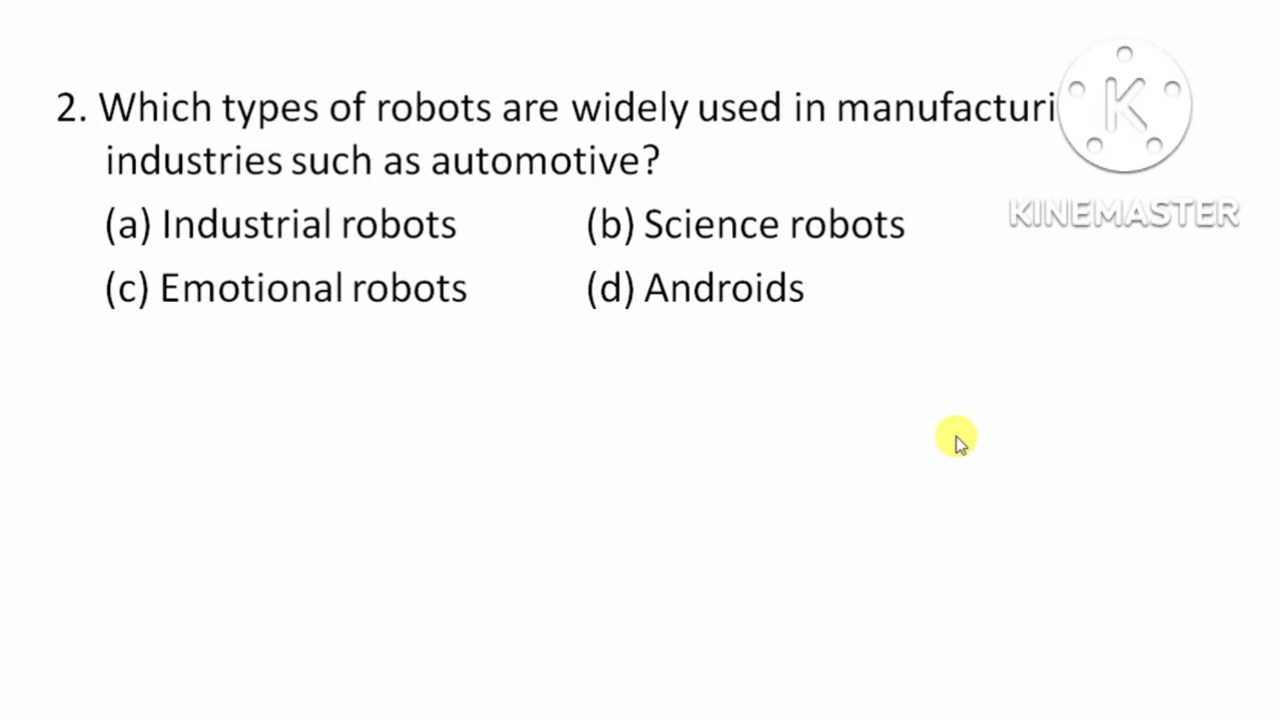 2. Which types of robots are widely used in manufacturi
industries such as automotive?
(a) Industrial robots (b) Science robots
(c) Emotional robots (d) Androids
K
KINEMASTER